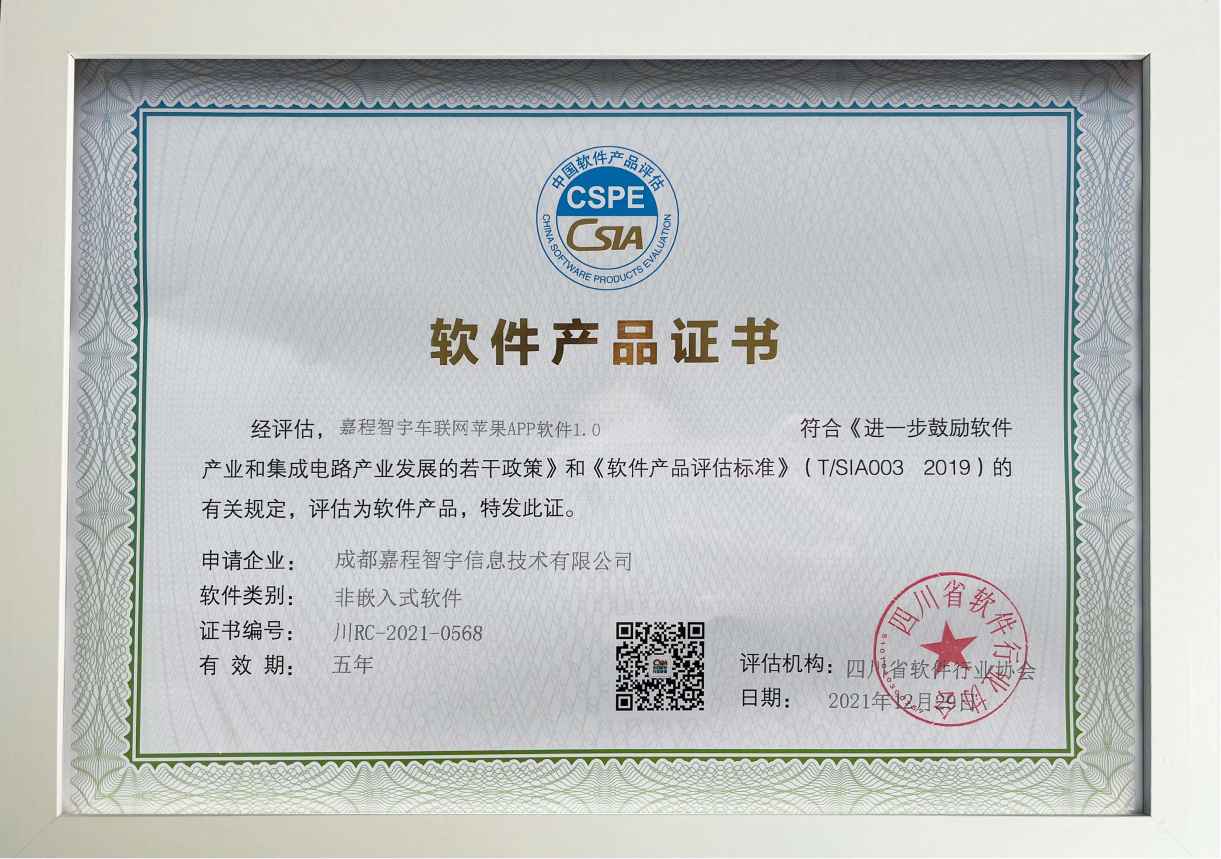 中国软件产品评估
CSPE
CSIA
CHINA SOFTWARE PRODUCTS EVALUATION
软件产品证书
经评估，嘉程智宇车联网苹果APP软件1.0 符合《进一步鼓励软件
产业和集成电路产业发展的若干政策》和《软件产品评估标准》（T/SIA003 2019）的
有关规定，评估为软件产品，特发此证。
申请企业：成都嘉程智宇信息技术有限公司
软件类别：非嵌入式软件
证书编号：川RC-2021-0568
有效期：五年
评估机构：四川省软件行业协会
日期：2021年12月29日
四川省软件行业协会